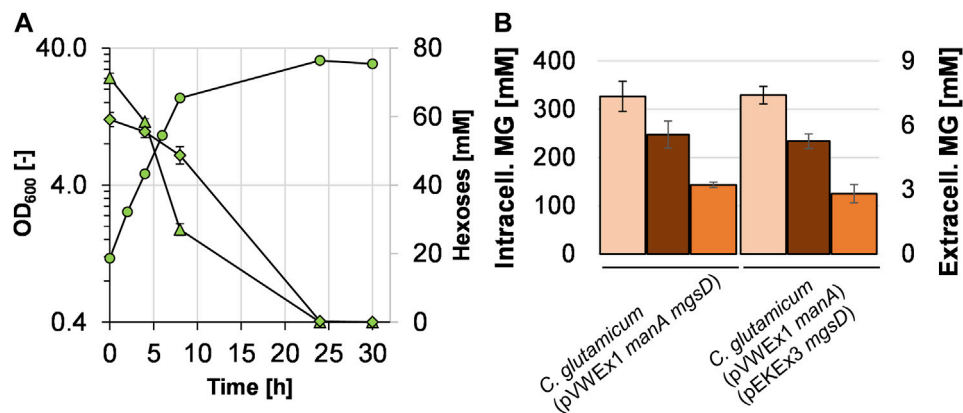 A
40.0
4.0
0.4
OD600 [-]
80
60
40
20
0
Hexoses [mM]
0 5 10 15 20 25 30
Time [h]
B
400
300
200
100
0
Intracell. MG [mM]
9
6
3
0
Extracell. MG [mM]
C. glutamicum
(pVWEx1 manA mgsD)
C. glutamicum
(pVWEx1 manA)
(pEKEx3 mgsD)